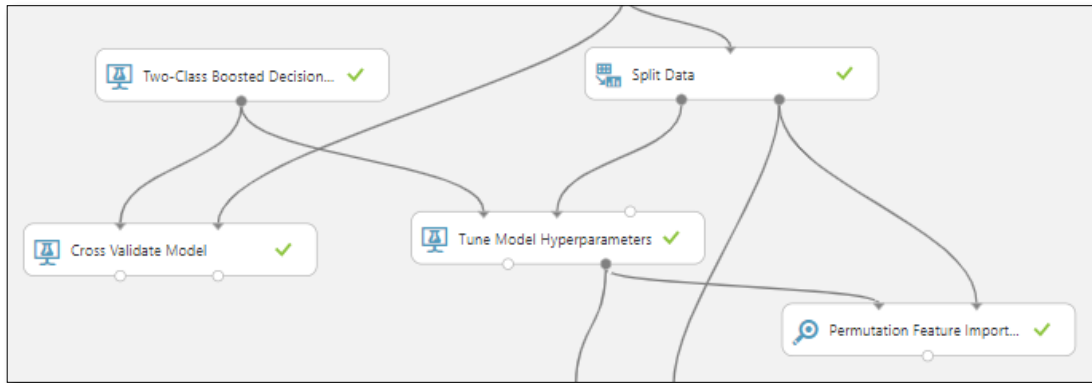 Two-Class Boosted Decision...
Split Data
Cross Validate Model
Tune Model Hyperparameters
Permutation Feature Import...